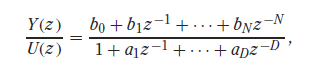 Y(z)/U(z) = (b₀ + b₁z⁻¹ + ··· + b_N z^−N)/(1 + a₁z⁻¹ + ··· + a_D z^−D),